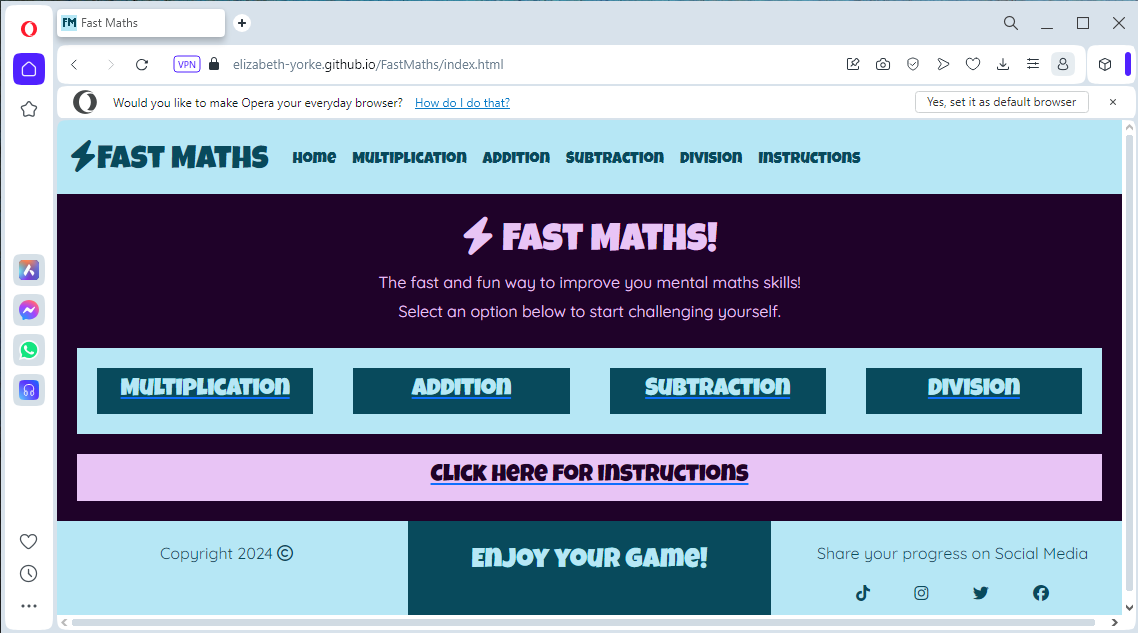 FM Fast Maths
VPN elizabeth-yorke.github.io/FastMaths/index.html
Would you like to make Opera your everyday browser? How do I do that? Yes, set it as default browser
FAST MATHS Home Multiplication Addition Subtraction Division Instructions
FAST MATHS!
The fast and fun way to improve you mental maths skills!
Select an option below to start challenging yourself.
Multiplication Addition Subtraction Division
Click here for Instructions
Copyright 2024 Enjoy your game! Share your progress on Social Media